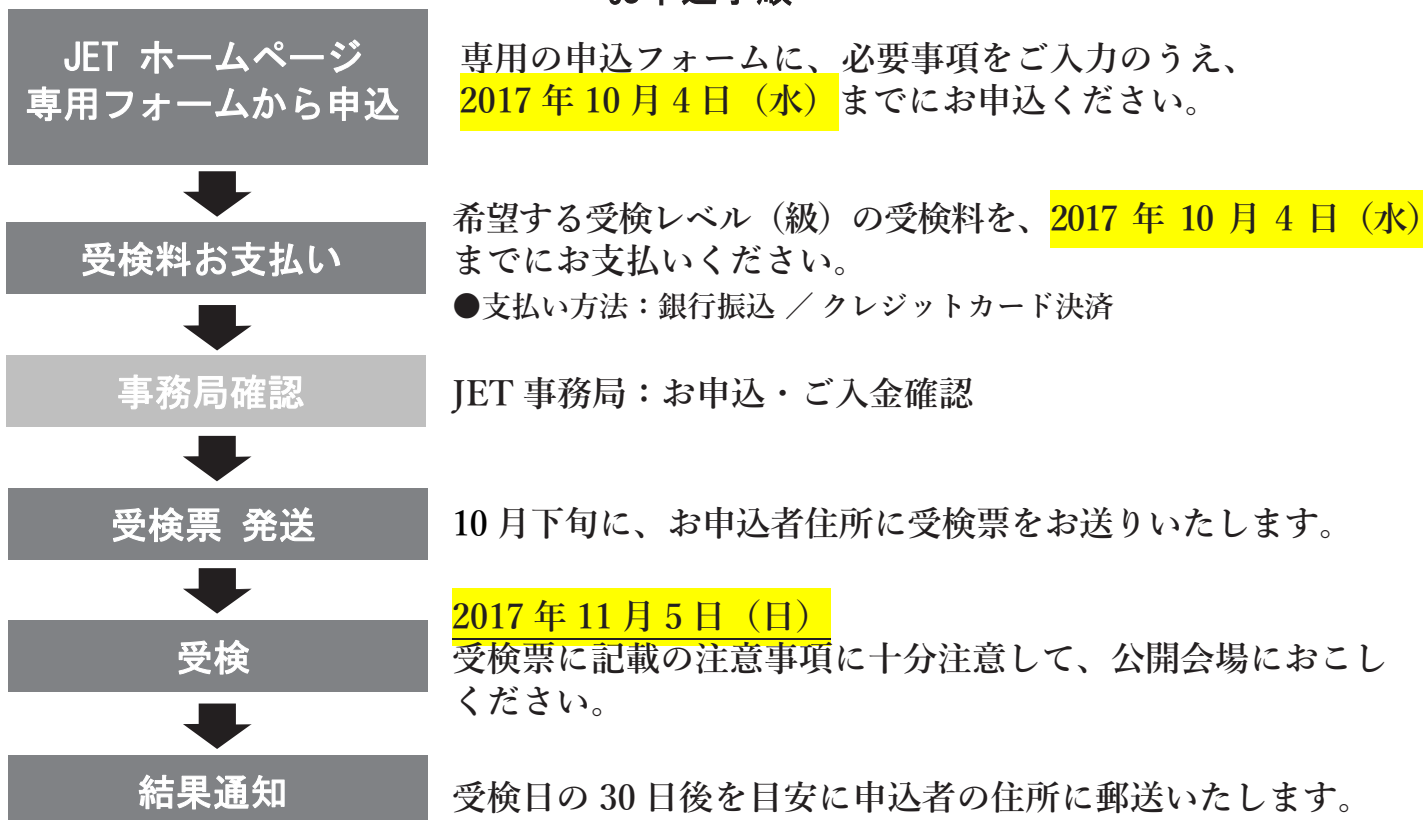 JET ホームページ
専用フォームから申込
専用の申込フォームに、必要事項をご入力のうえ、
2017 年 10 月 4 日（水）までにお申込ください。
受検料お支払い
希望する受検レベル（級）の受検料を、2017 年 10 月 4 日（水）
までにお支払いください。
●支払い方法：銀行振込 ／ クレジットカード決済
事務局確認
JET 事務局：お申込・ご入金確認
受検票 発送
10 月下旬に、お申込者住所に受検票をお送りいたします。
受検
2017 年 11 月 5 日（日）
受検票に記載の注意事項に十分注意して、公開会場におこし
ください。
結果通知
受検日の 30 日後を目安に申込者の住所に郵送いたします。